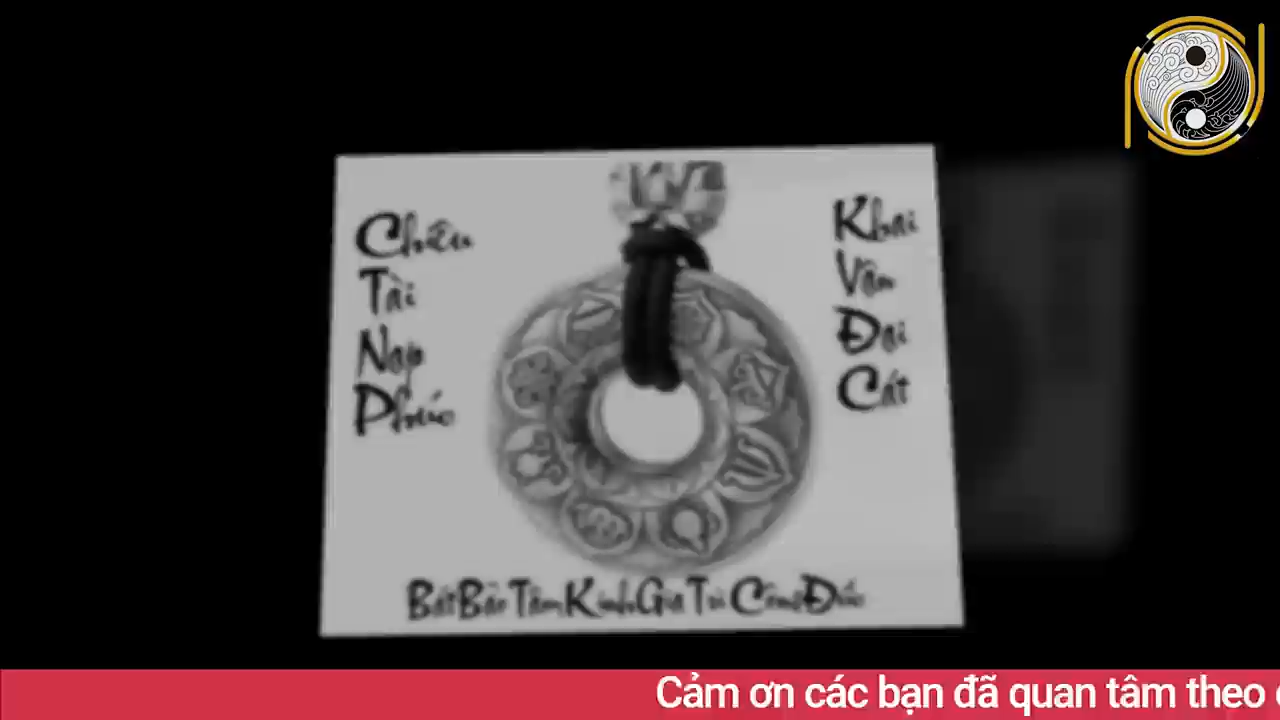 Chiêu
Tài
Nạp
Phúc
Khai
Vận
Đại
Cát
Bát Bảo Tâm Kinh Gia Trì Công Đức
Cảm ơn các bạn đã quan tâm theo